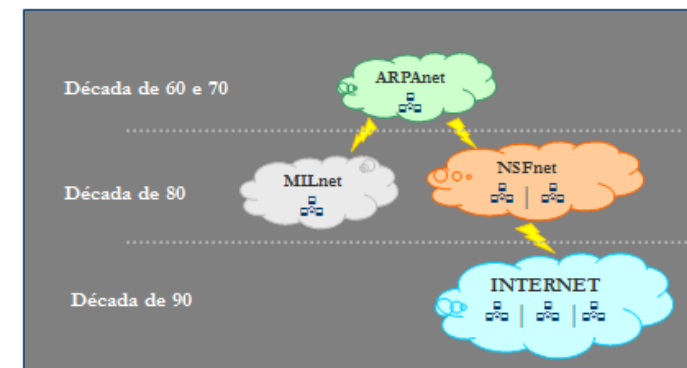 Década de 60 e 70
ARPAnet
Década de 80
MILnet
NSFnet
Década de 90
INTERNET